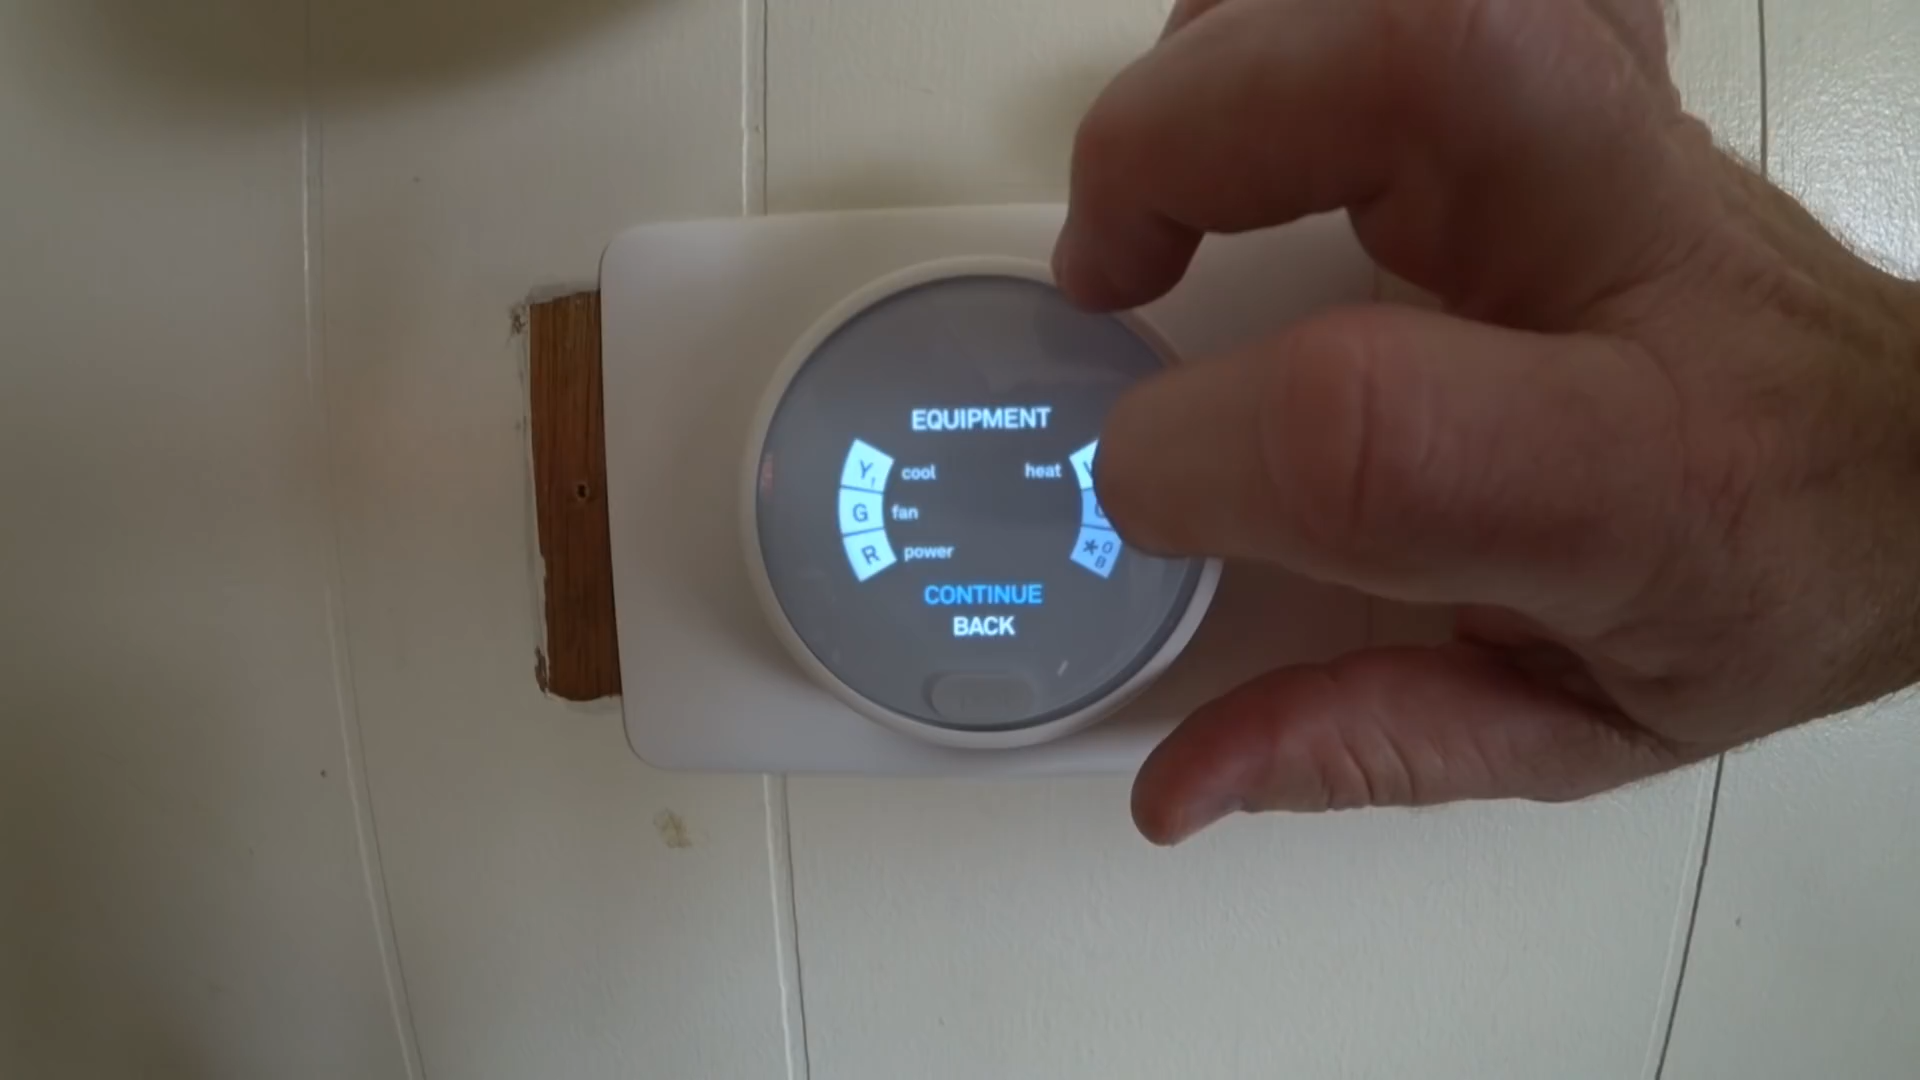 EQUIPMENT
Y1 cool
heat
G fan
R power
* O B
CONTINUE
BACK